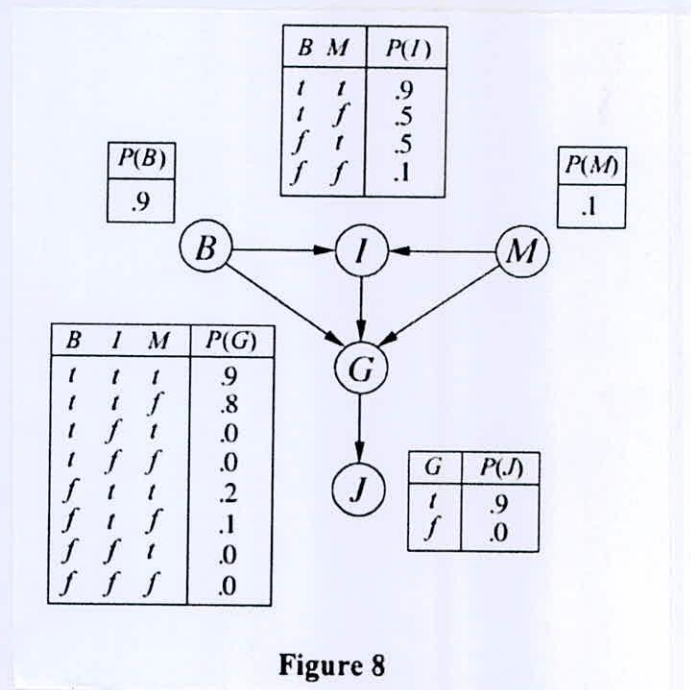 B M P(I)
t t .9
t f .5
f t .5
f f .1
P(B)
.9
P(M)
.1
B
I
M
B I M P(G)
t t t .9
t t f .8
t f t .0
t f f .0
f t t .2
f t f .1
f f t .0
f f f .0
G
J
G P(J)
t .9
f .0
Figure 8